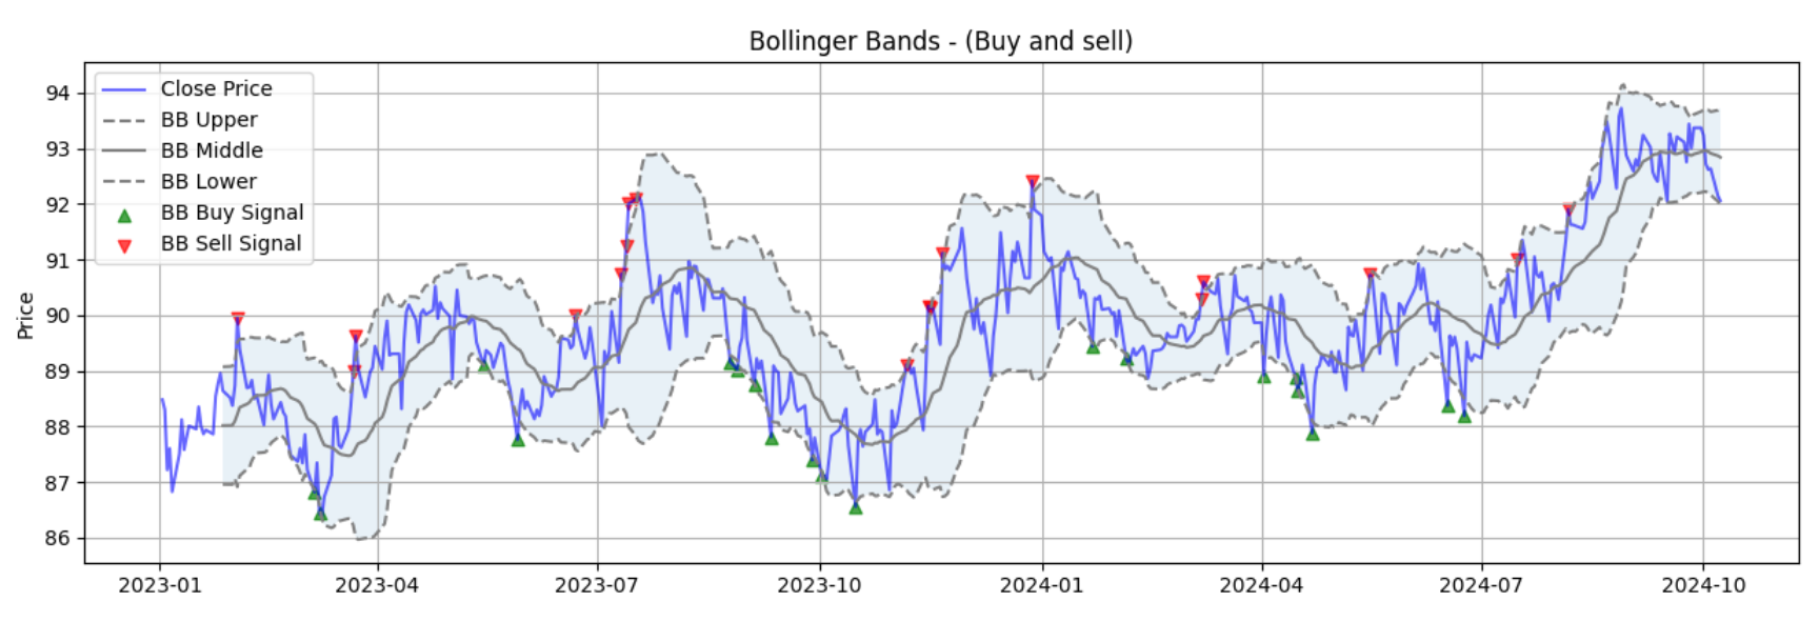 Bollinger Bands - (Buy and sell)
Close Price
BB Upper
BB Middle
BB Lower
BB Buy Signal
BB Sell Signal
Price
94
93
92
91
90
89
88
87
86
2023-01 2023-04 2023-07 2023-10 2024-01 2024-04 2024-07 2024-10